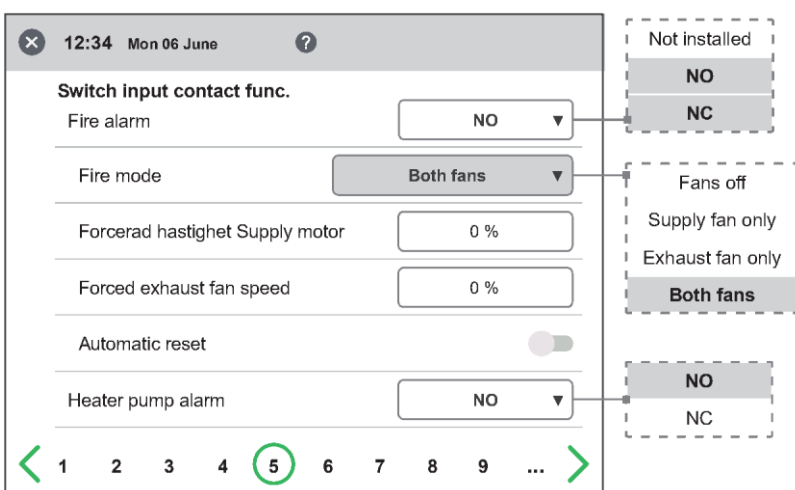 12:34 Mon 06 June ?
Switch input contact func.
Fire alarm NO
Fire mode Both fans
Forcerad hastighet Supply motor 0 %
Forced exhaust fan speed 0 %
Automatic reset
Heater pump alarm NO
1 2 3 4 5 6 7 8 9 ...
Not installed
NO
NC
Fans off
Supply fan only
Exhaust fan only
Both fans
NO
NC